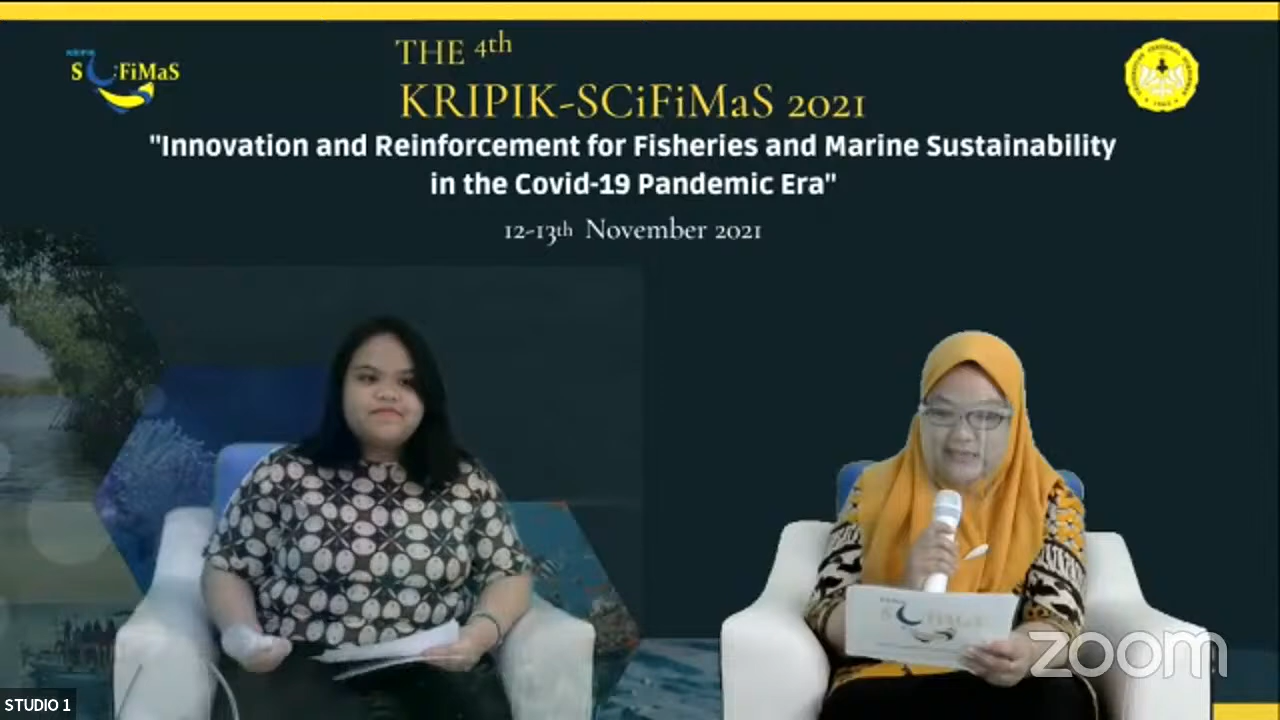 THE 4th
KRIPIK-SCiFiMaS 2021
"Innovation and Reinforcement for Fisheries and Marine Sustainability
in the Covid-19 Pandemic Era"
12-13th November 2021
KRIPIK
SCiFiMaS
zoom
STUDIO 1